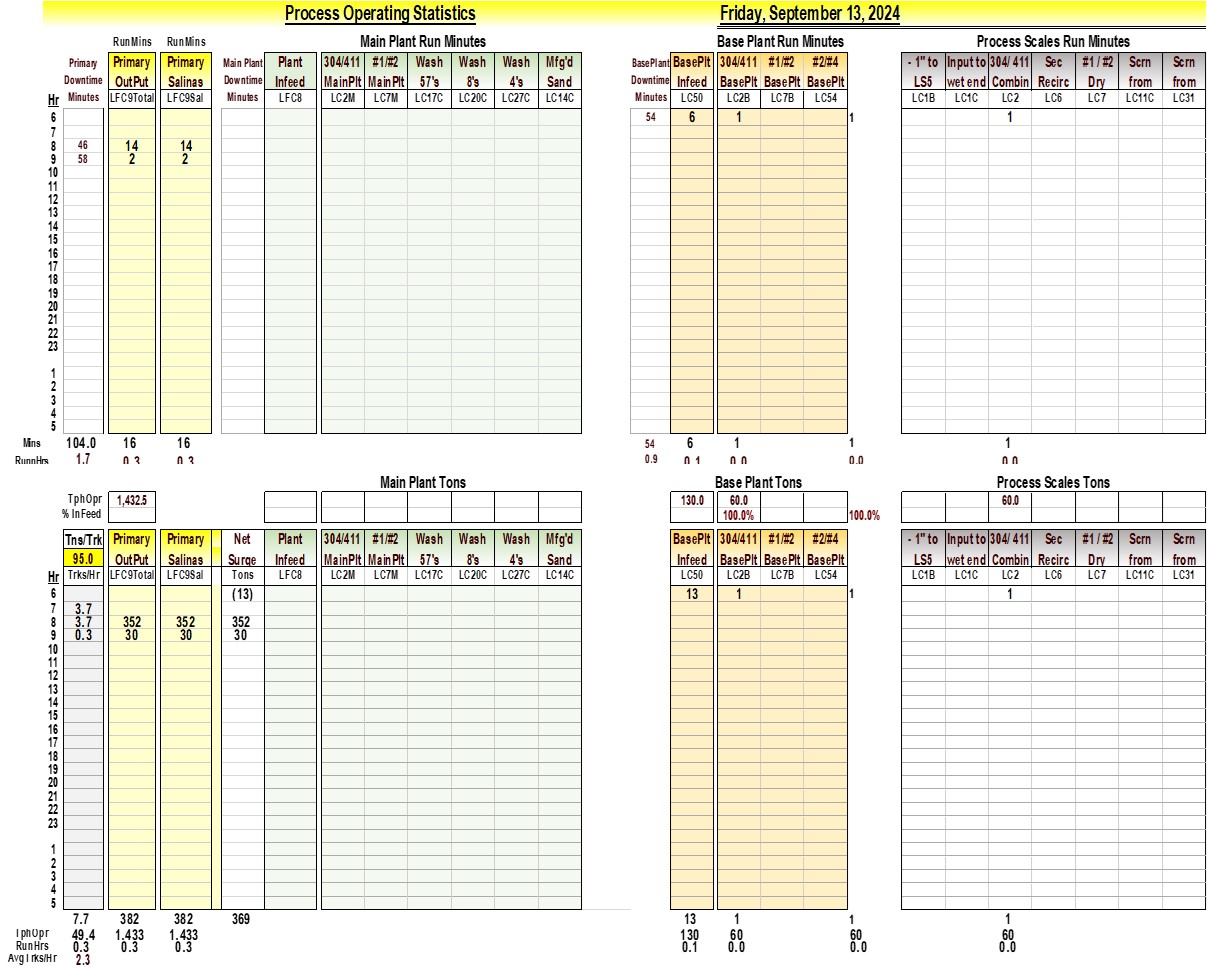 Process Operating Statistics Friday, September 13, 2024
RunMins RunMins Main Plant Run Minutes Base Plant Run Minutes Process Scales Run Minutes
Primary Primary Primary Main Plant Plant 304/411 #1/#2 Wash Wash Wash Mfg'd BasePlant BasePlt 304/411 #1/#2 #2/#4 - 1" to Input to 304/ 411 Sec #1 / #2 Scrn Scrn
Downtime OutPut Salinas Downtime Infeed MainPlt MainPlt 57's 8's 4's Sand Downtime Infeed BasePlt BasePlt BasePlt LS5 wet end Combin Recirc Dry from from
Hr Minutes LFC9Total LFC9Sal Minutes LFC8 LC2M LC7M LC17C LC20C LC27C LC14C Minutes LC50 LC2B LC7B LC54 LC1B LC1C LC2 LC6 LC7 LC11C LC31
6 54 6 1 1 1
7
8 46 14 14
9 58 2 2
10
11
12
13
14
15
16
17
18
19
20
21
22
23
1
2
3
4
5
Mins 104.0 16 16 54 6 1 1 1
RunnHrs 1.7 0.3 0.3 0.9 0.1 0.0 0.0 0.0
Main Plant Tons Base Plant Tons Process Scales Tons
TphOpr 1,432.5 130.0 60.0 60.0
% InFeed 100.0% 100.0%
Tns/Trk Primary Primary Net Plant 304/411 #1/#2 Wash Wash Wash Mfg'd BasePlt 304/411 #1/#2 #2/#4 - 1" to Input to 304/ 411 Sec #1 / #2 Scrn Scrn
95.0 OutPut Salinas Surge Infeed MainPlt MainPlt 57's 8's 4's Sand Infeed BasePlt BasePlt BasePlt LS5 wet end Combin Recirc Dry from from
Hr Trks/Hr LFC9Total LFC9Sal Tons LFC8 LC2M LC7M LC17C LC20C LC27C LC14C LC50 LC2B LC7B LC54 LC1B LC1C LC2 LC6 LC7 LC11C LC31
6 (13) 13 1 1 1
7 3.7
8 3.7 352 352 352
9 0.3 30 30 30
10
11
12
13
14
15
16
17
18
19
20
21
22
23
1
2
3
4
5
7.7 382 382 369 13 1 1 1
TphOpr 49.4 1,433 1,433 130 60 60 60
RunHrs 0.3 0.3 0.3 0.1 0.0 0.0 0.0
AvgTrks/Hr 2.3